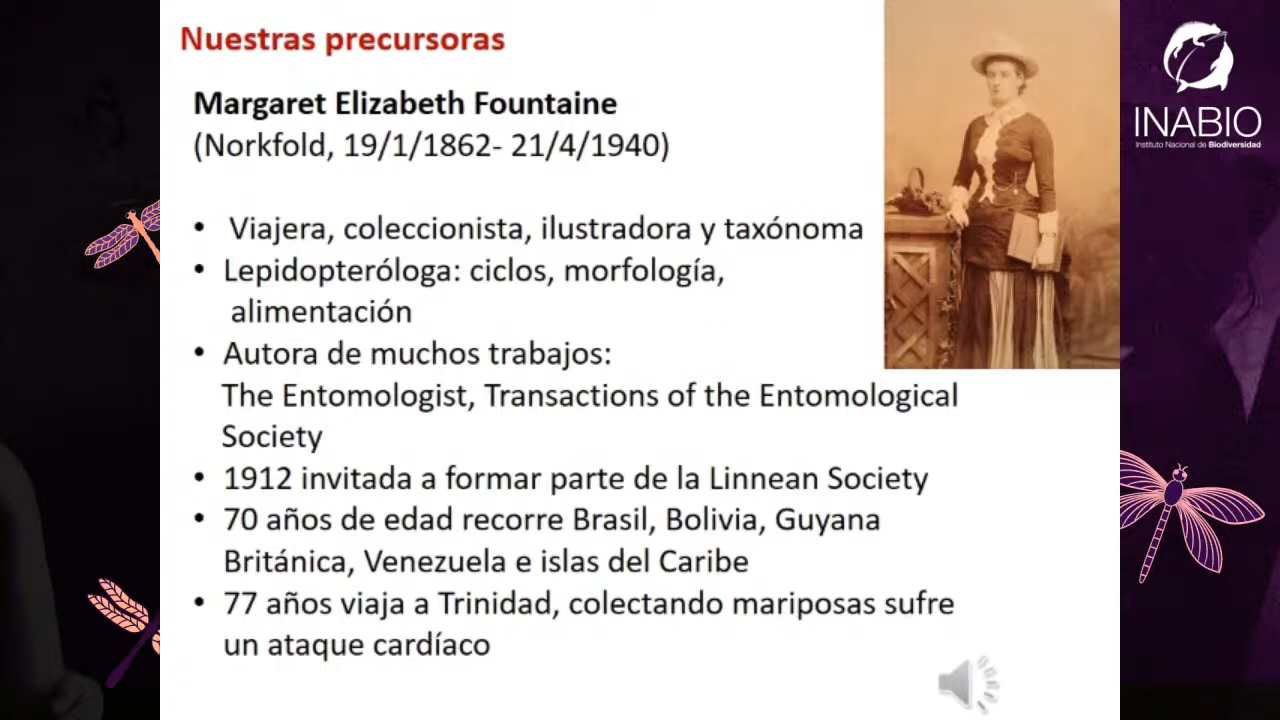 Nuestras precursoras
Margaret Elizabeth Fountaine
(Norkfold, 19/1/1862- 21/4/1940)
• Viajera, coleccionista, ilustradora y taxónoma
• Lepidopteróloga: ciclos, morfología,
alimentación
• Autora de muchos trabajos:
The Entomologist, Transactions of the Entomological
Society
• 1912 invitada a formar parte de la Linnean Society
• 70 años de edad recorre Brasil, Bolivia, Guyana
Británica, Venezuela e islas del Caribe
• 77 años viaja a Trinidad, colectando mariposas sufre
un ataque cardíaco
INABIO
Instituto Nacional de Biodiversidad